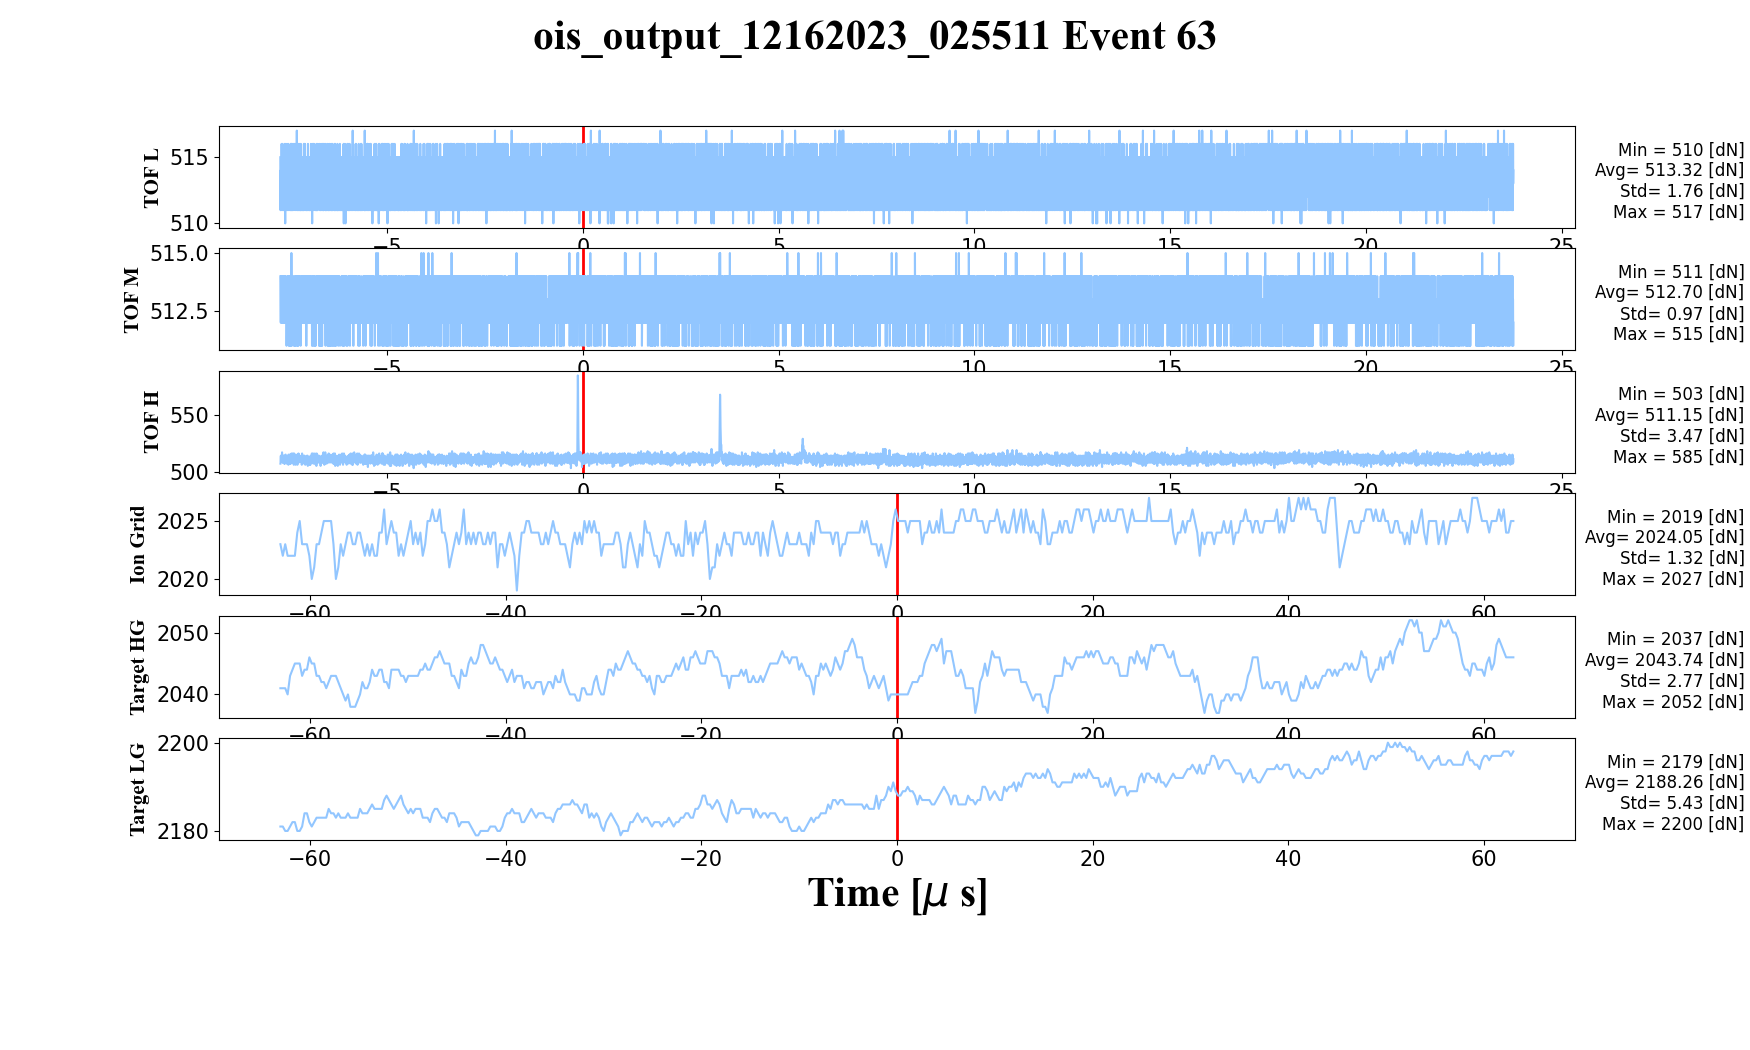 ois_output_12162023_025511 Event 63
TOF L
515
510
−5 0 5 10 15 20 25
Min = 510 [dN]
Avg= 513.32 [dN]
Std= 1.76 [dN]
Max = 517 [dN]
TOF M
515.0
512.5
−5 0 5 10 15 20 25
Min = 511 [dN]
Avg= 512.70 [dN]
Std= 0.97 [dN]
Max = 515 [dN]
TOF H
550
500
−5 0 5 10 15 20 25
Min = 503 [dN]
Avg= 511.15 [dN]
Std= 3.47 [dN]
Max = 585 [dN]
Ion Grid
2025
2020
−60 −40 −20 0 20 40 60
Min = 2019 [dN]
Avg= 2024.05 [dN]
Std= 1.32 [dN]
Max = 2027 [dN]
Target HG
2050
2040
−60 −40 −20 0 20 40 60
Min = 2037 [dN]
Avg= 2043.74 [dN]
Std= 2.77 [dN]
Max = 2052 [dN]
Target LG
2200
2180
−60 −40 −20 0 20 40 60
Min = 2179 [dN]
Avg= 2188.26 [dN]
Std= 5.43 [dN]
Max = 2200 [dN]
Time [μ s]